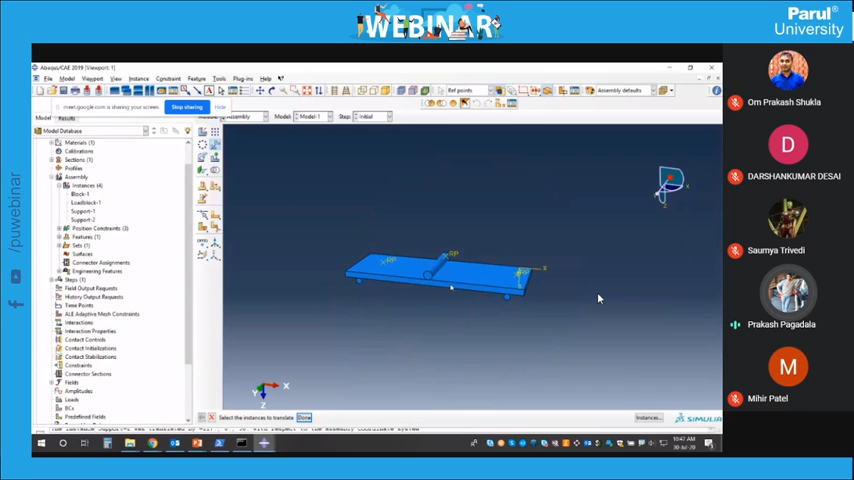 WEBINAR
Parul®
University
Abaqus/CAE 2019 [Viewport: 1]
File Model Viewport View Instance Constraint Feature Tools Plug-ins Help
Ref points
Assembly defaults
meet.google.com is sharing your screen.
Stop sharing
Hide
Model Results
Assembly
Model:
Model-1
Step:
Initial
Model Database
Materials (1)
Calibrations
Sections (1)
Profiles
Assembly
Instances (4)
Block-1
Loadblock-1
Support-1
Support-2
Position Constraints (3)
Features (1)
Sets (1)
Surfaces
Connector Assignments
Engineering Features
Steps (1)
Field Output Requests
History Output Requests
Time Points
ALE Adaptive Mesh Constraints
Interactions
Interaction Properties
Contact Controls
Contact Initializations
Contact Stabilizations
Constraints
Connector Sections
Fields
Amplitudes
Loads
BCs
Predefined Fields
RP
RP
RP
X
X
Z
Y
X
Z
Select the instances to translate
Done
Instances...
SIMULIA
10:47 AM
30-Jul-20
/puwebinar
Om Prakash Shukla
D
DARSHANKUMAR DESAI
Saumya Trivedi
Prakash Pagadala
M
Mihir Patel